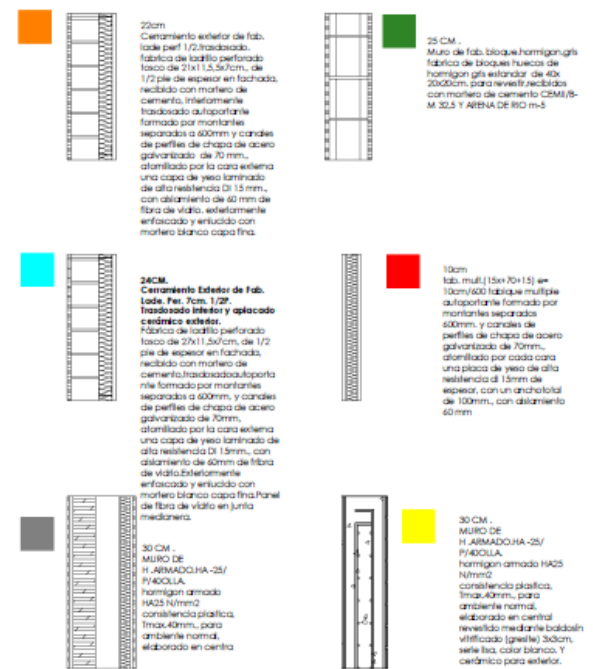 22cm
Cerramiento exterior de fab.
lade perf 1/2.trasdosado.
fabrica de ladrillo perforado
tosco de 21x11,5,5x7cm., de
1/2 pie de espesor en fachada,
recibido con mortero de
cemento, interiormente
trasdosado autoportante
formado por montantes
separados a 600mm y canales
de perfiles de chapa de acero
galvanizado de 70 mm.,
atornillado por la cara externa
una capa de yeso laminado
de alta resistencia DI 15 mm.,
con aislamiento de 60 mm de
fibra de vidrio. exteriormente
enfoscado y enlucido con
mortero blanco capa fina.
25 CM .
Muro de fab. bloque.hormigon.gris
fabrica de bloques huecos de
hormigon gris estandar de 40x
20x20cm. para revestir,recibidos
con mortero de cemento CEMII/B-
M 32,5 Y ARENA DE RIO m-5
24CM.
Cerramiento Exterior de Fab.
Lade. Per. 7cm. 1/2P.
Trasdosado interior y aplacado
cerámico exterior.
Fábrica de ladrillo perforado
tosco de 27x11,5x7cm, de 1/2
pie de espesor en fachada,
recibido con mortero de
cemento,trasdosadoautoporta
nte formado por montantes
separados a 600mm, y canales
de perfiles de chapa de acero
galvanizado de 70mm,
atornillado por la cara externa
una capa de yeso laminado de
alta resistencia DI 15mm., con
aislamiento de 60mm de fribra
de vidrio.Exteriormente
enfoscado y enlucido con
mortero blanco capa fina.Panel
de fibra de vidrio en junta
medianera.
10cm
tab. mult.(15x+70+15) e=
10cm/600 tabique multiple
autoportante formado por
montantes separados
600mm. y canales de
perfiles de chapa de acero
galvanizado de 70mm.,
atornillado por cada cara
una placa de yeso de alta
resistencia di 15mm de
espesor, con un anchototal
de 100mm., con aislamiento
60 mm
30 CM .
MURO DE
H .ARMADO.HA -25/
P/40OLLA.
hormigon armado
HA25 N/mm2
consistencia plastica,
Tmax.40mm., para
ambiente normal,
elaborado en centra
30 CM .
MURO DE
H .ARMADO.HA -25/
P/40OLLA.
hormigon armado HA25
N/mm2
consistencia plastica,
Tmax.40mm., para
ambiente normal,
elaborado en central
revestido mediante baldosin
vitrificado (gresite) 3x3cm,
serie lisa, color blanco. Y
cerámico para exterior.